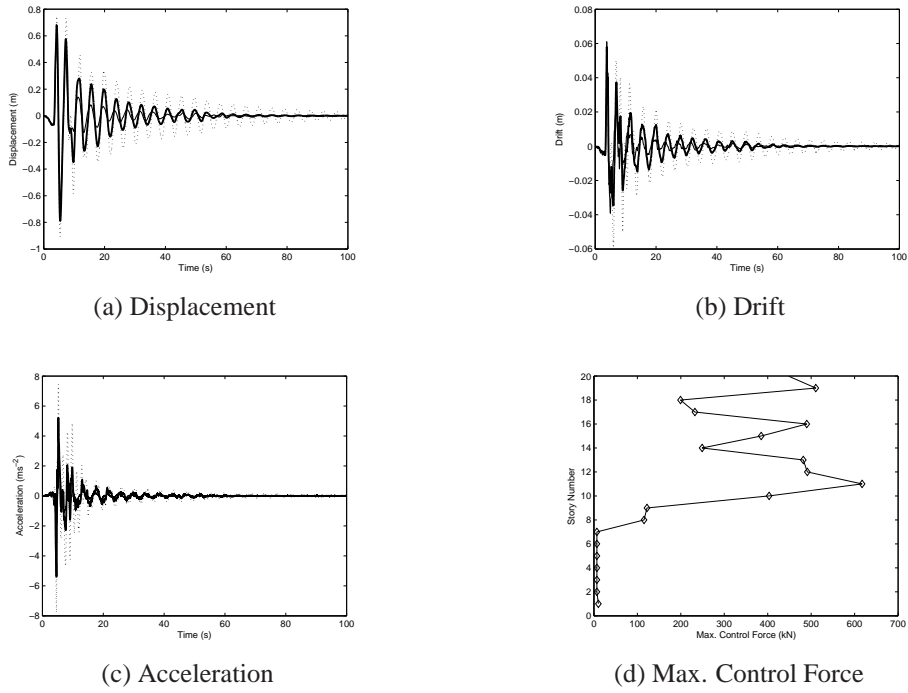 0.8
0.6
0.4
0.2
0
−0.2
−0.4
−0.6
−0.8
−1
Displacement (m)
0 20 40 60 80 100
Time (s)
(a) Displacement
0.08
0.06
0.04
0.02
0
−0.02
−0.04
−0.06
Drift (m)
0 20 40 60 80 100
Time (s)
(b) Drift
8
6
4
2
0
−2
−4
−6
−8
Acceleration (ms−2)
0 20 40 60 80 100
Time (s)
(c) Acceleration
20
18
16
14
12
10
8
6
4
2
0
Story Number
0 100 200 300 400 500 600 700
Max. Control Force (kN)
(d) Max. Control Force